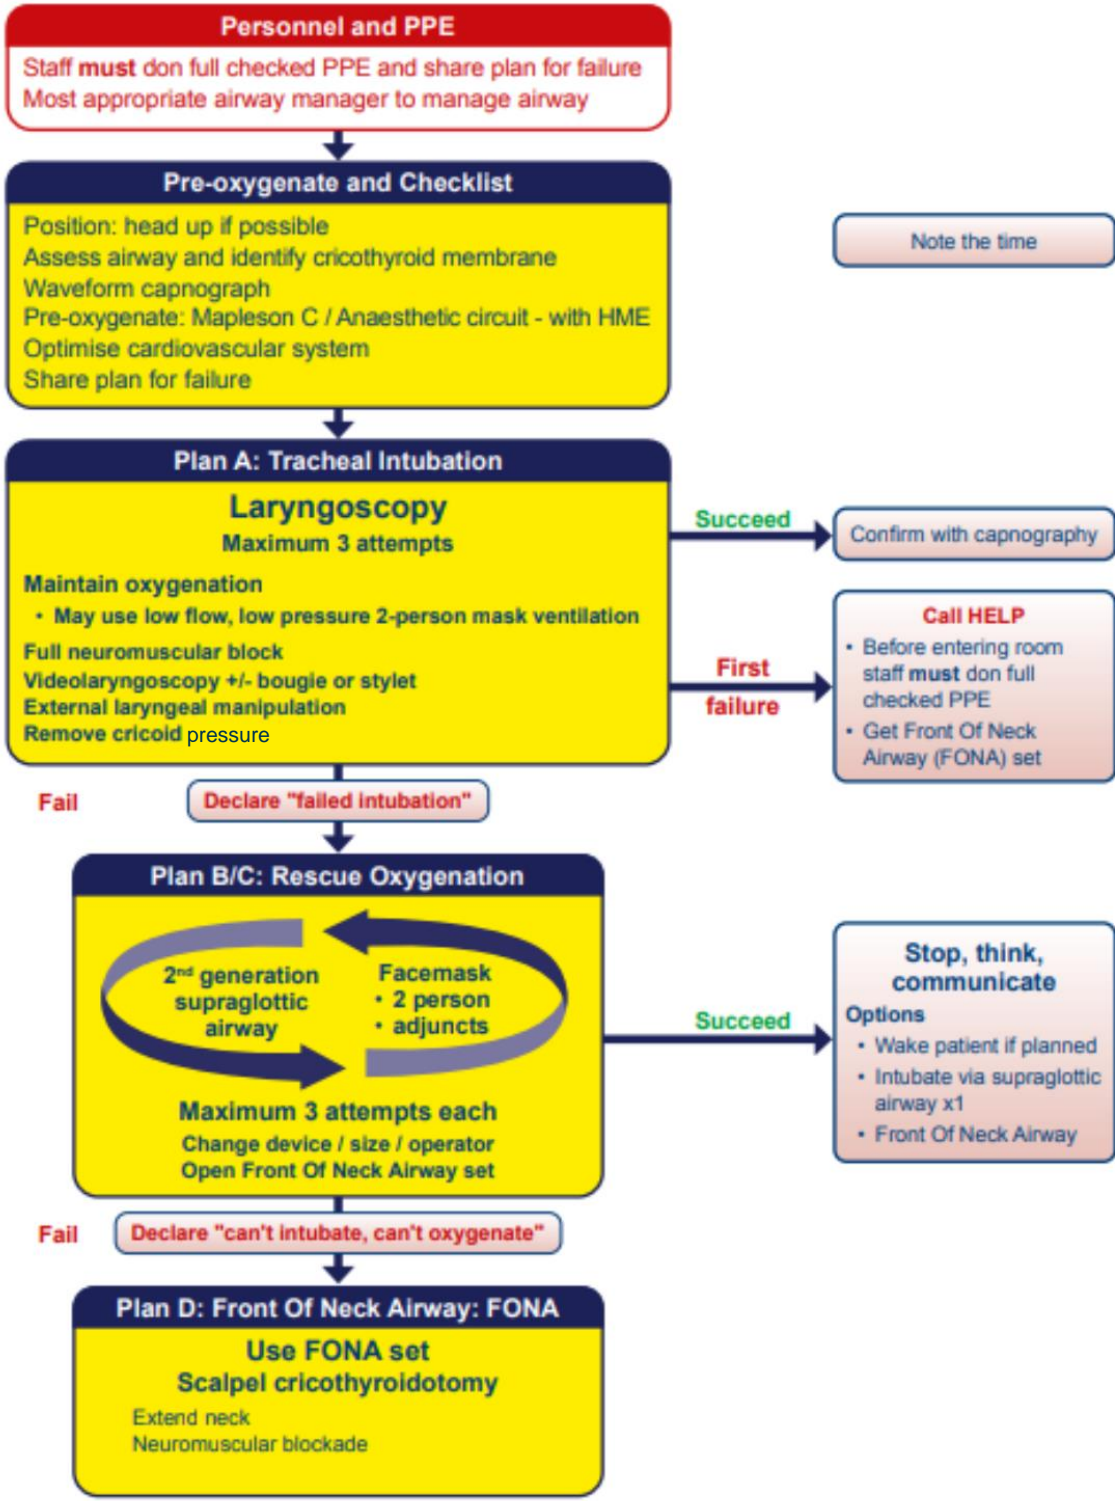 Personnel and PPE
Staff must don full checked PPE and share plan for failure
Most appropriate airway manager to manage airway
Pre-oxygenate and Checklist
Position: head up if possible
Assess airway and identify cricothyroid membrane
Waveform capnograph
Pre-oxygenate: Mapleson C / Anaesthetic circuit - with HME
Optimise cardiovascular system
Share plan for failure
Note the time
Plan A: Tracheal Intubation
Laryngoscopy
Maximum 3 attempts
Maintain oxygenation
• May use low flow, low pressure 2-person mask ventilation
Full neuromuscular block
Videolaryngoscopy +/- bougie or stylet
External laryngeal manipulation
Remove cricoid pressure
Succeed
Confirm with capnography
First
failure
Call HELP
• Before entering room
staff must don full
checked PPE
• Get Front Of Neck
Airway (FONA) set
Fail
Declare "failed intubation"
Plan B/C: Rescue Oxygenation
2nd generation
supraglottic
airway
Facemask
• 2 person
• adjuncts
Maximum 3 attempts each
Change device / size / operator
Open Front Of Neck Airway set
Succeed
Stop, think,
communicate
Options
• Wake patient if planned
• Intubate via supraglottic
airway x1
• Front Of Neck Airway
Fail
Declare "can't intubate, can't oxygenate"
Plan D: Front Of Neck Airway: FONA
Use FONA set
Scalpel cricothyroidotomy
Extend neck
Neuromuscular blockade